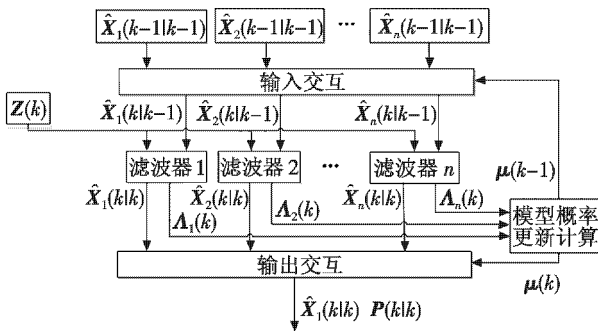 X̂₁(k-1|k-1) X̂₂(k-1|k-1) ··· X̂ₙ(k-1|k-1)
输入交互
Z(k) X̂₁(k|k-1) X̂₂(k|k-1) X̂ₙ(k|k-1)
μ(k-1)
滤波器1 滤波器2 ··· 滤波器n
X̂₁(k|k) X̂₂(k|k) X̂ₙ(k|k)
Λ₁(k) Λ₂(k) Λₙ(k)
模型概率
更新计算
输出交互
μ(k)
X̂₁(k|k) P(k|k)